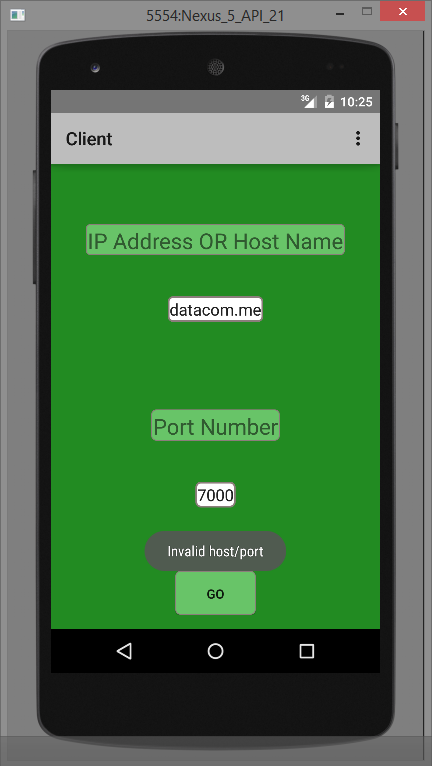 5554:Nexus_5_API_21
3G 10:25
Client
IP Address OR Host Name
datacom.me
Port Number
7000
Invalid host/port
GO